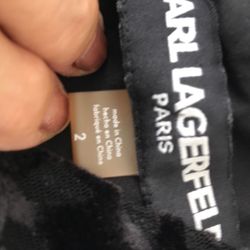 KARL LAGERFELD
PARIS
made in China
hecho en China
fabriqué en Chine
2